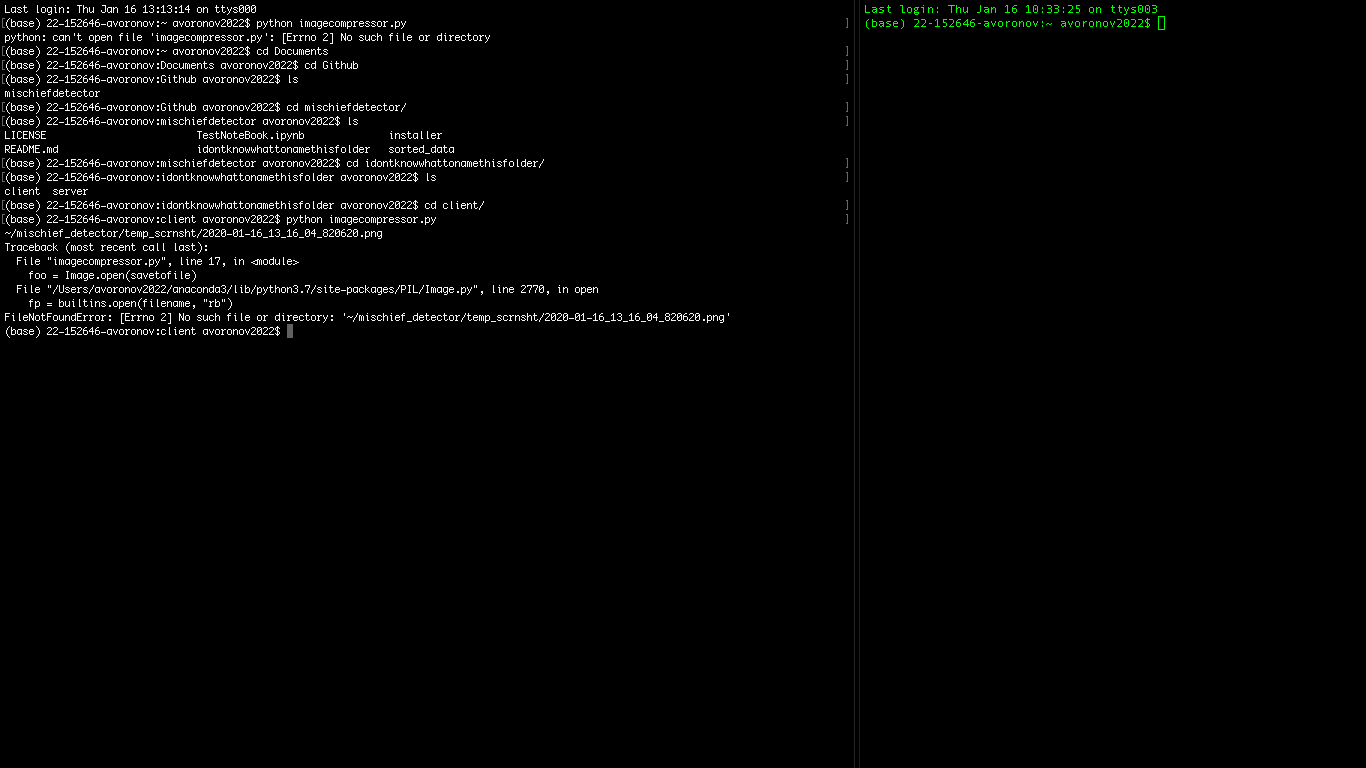 Last login: Thu Jan 16 13:13:14 on ttys000
[(base) 22-152646-avoronov:~ avoronov2022$ python imagecompressor.py ]
python: can't open file 'imagecompressor.py': [Errno 2] No such file or directory
[(base) 22-152646-avoronov:~ avoronov2022$ cd Documents ]
[(base) 22-152646-avoronov:Documents avoronov2022$ cd Github ]
[(base) 22-152646-avoronov:Github avoronov2022$ ls ]
mischiefdetector
[(base) 22-152646-avoronov:Github avoronov2022$ cd mischiefdetector/ ]
[(base) 22-152646-avoronov:mischiefdetector avoronov2022$ ls ]
LICENSE TestNoteBook.ipynb installer
README.md idontknowwhattonamethisfolder sorted_data
[(base) 22-152646-avoronov:mischiefdetector avoronov2022$ cd idontknowwhattonamethisfolder/ ]
[(base) 22-152646-avoronov:idontknowwhattonamethisfolder avoronov2022$ ls ]
client server
[(base) 22-152646-avoronov:idontknowwhattonamethisfolder avoronov2022$ cd client/ ]
[(base) 22-152646-avoronov:client avoronov2022$ python imagecompressor.py ]
~/mischief_detector/temp_scrnsht/2020-01-16_13_16_04_820620.png
Traceback (most recent call last):
File "imagecompressor.py", line 17, in <module>
foo = Image.open(savetofile)
File "/Users/avoronov2022/anaconda3/lib/python3.7/site-packages/PIL/Image.py", line 2770, in open
fp = builtins.open(filename, "rb")
FileNotFoundError: [Errno 2] No such file or directory: '~/mischief_detector/temp_scrnsht/2020-01-16_13_16_04_820620.png'
(base) 22-152646-avoronov:client avoronov2022$
Last login: Thu Jan 16 10:33:25 on ttys003
(base) 22-152646-avoronov:~ avoronov2022$